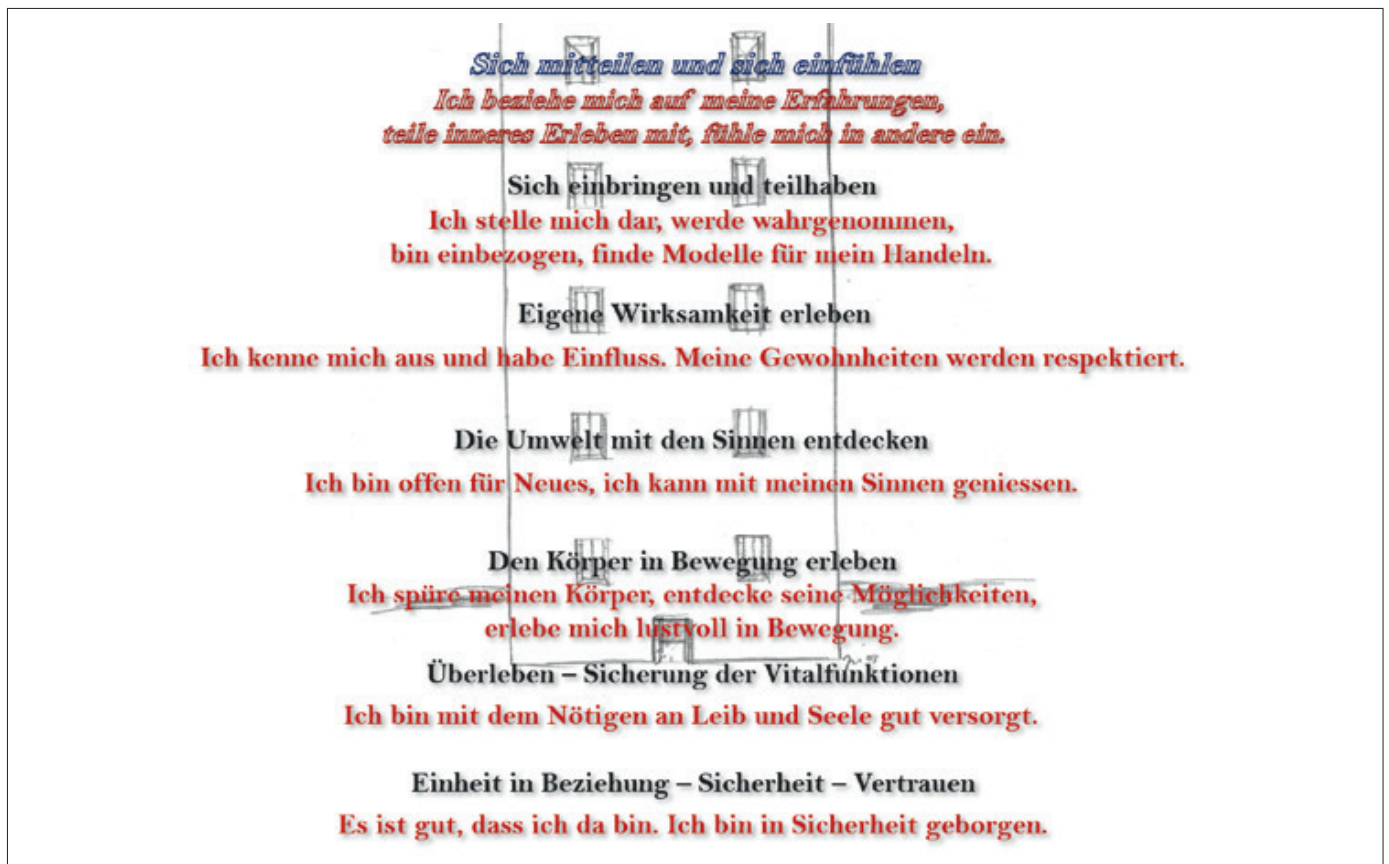 Sich mitteilen und sich einfühlen
Ich beziehe mich auf meine Erfahrungen,
teile inneres Erleben mit, fühle mich in andere ein.
Sich einbringen und teilhaben
Ich stelle mich dar, werde wahrgenommen,
bin einbezogen, finde Modelle für mein Handeln.
Eigene Wirksamkeit erleben
Ich kenne mich aus und habe Einfluss. Meine Gewohnheiten werden respektiert.
Die Umwelt mit den Sinnen entdecken
Ich bin offen für Neues, ich kann mit meinen Sinnen geniessen.
Den Körper in Bewegung erleben
Ich spüre meinen Körper, entdecke seine Möglichkeiten,
erlebe mich lustvoll in Bewegung.
Überleben – Sicherung der Vitalfunktionen
Ich bin mit dem Nötigen an Leib und Seele gut versorgt.
Einheit in Beziehung – Sicherheit – Vertrauen
Es ist gut, dass ich da bin. Ich bin in Sicherheit geborgen.